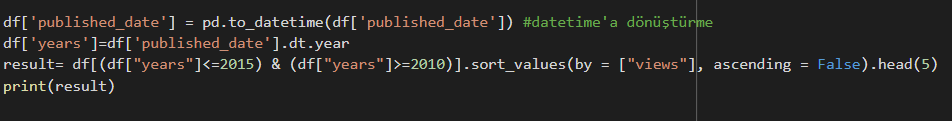 df['published_date'] = pd.to_datetime(df['published_date']) #datetime'a dönüştürme
df['years']=df['published_date'].dt.year
result= df[(df["years"]<=2015) & (df["years"]>=2010)].sort_values(by = ["views"], ascending = False).head(5)
print(result)